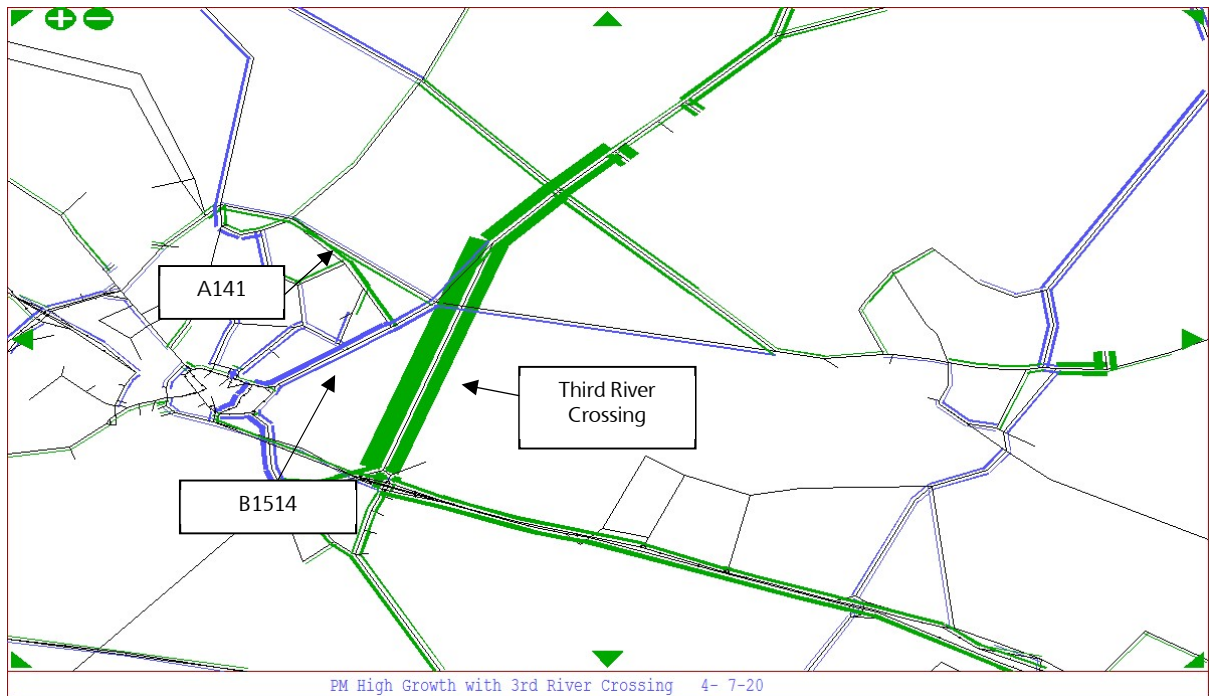 A141
Third River
Crossing
B1514
PM High Growth with 3rd River Crossing 4- 7-20